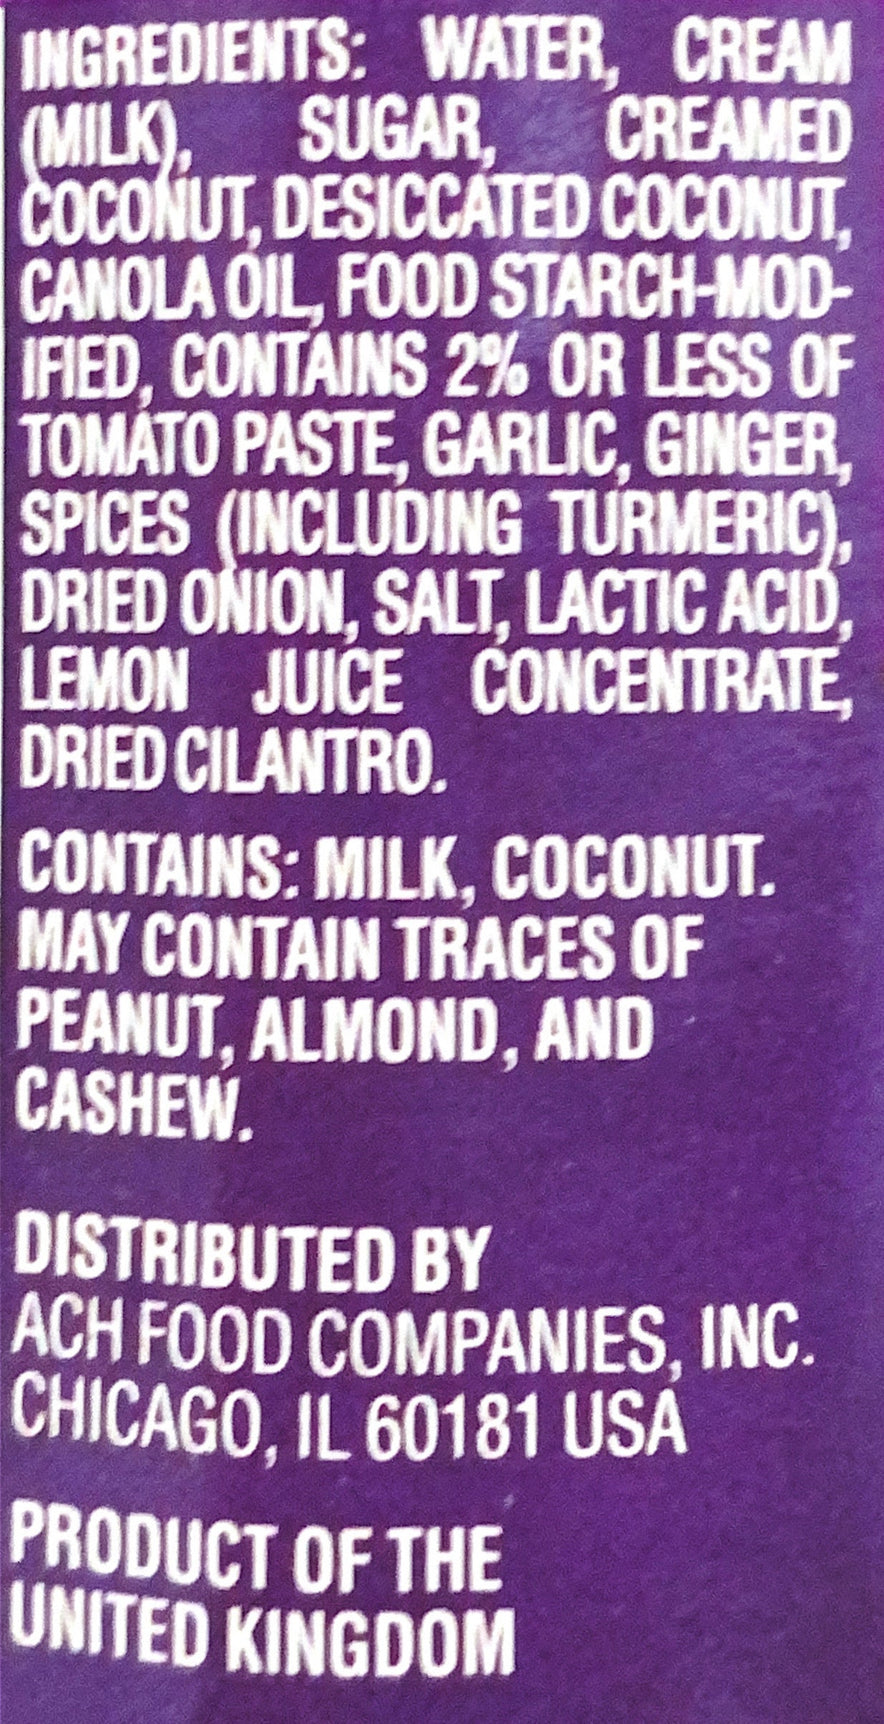 INGREDIENTS: WATER, CREAM
(MILK), SUGAR, CREAMED
COCONUT, DESICCATED COCONUT,
CANOLA OIL, FOOD STARCH-MOD-
IFIED, CONTAINS 2% OR LESS OF
TOMATO PASTE, GARLIC, GINGER,
SPICES (INCLUDING TURMERIC),
DRIED ONION, SALT, LACTIC ACID,
LEMON JUICE CONCENTRATE,
DRIED CILANTRO.
CONTAINS: MILK, COCONUT.
MAY CONTAIN TRACES OF
PEANUT, ALMOND, AND
CASHEW.
DISTRIBUTED BY
ACH FOOD COMPANIES, INC.
CHICAGO, IL 60181 USA
PRODUCT OF THE
UNITED KINGDOM